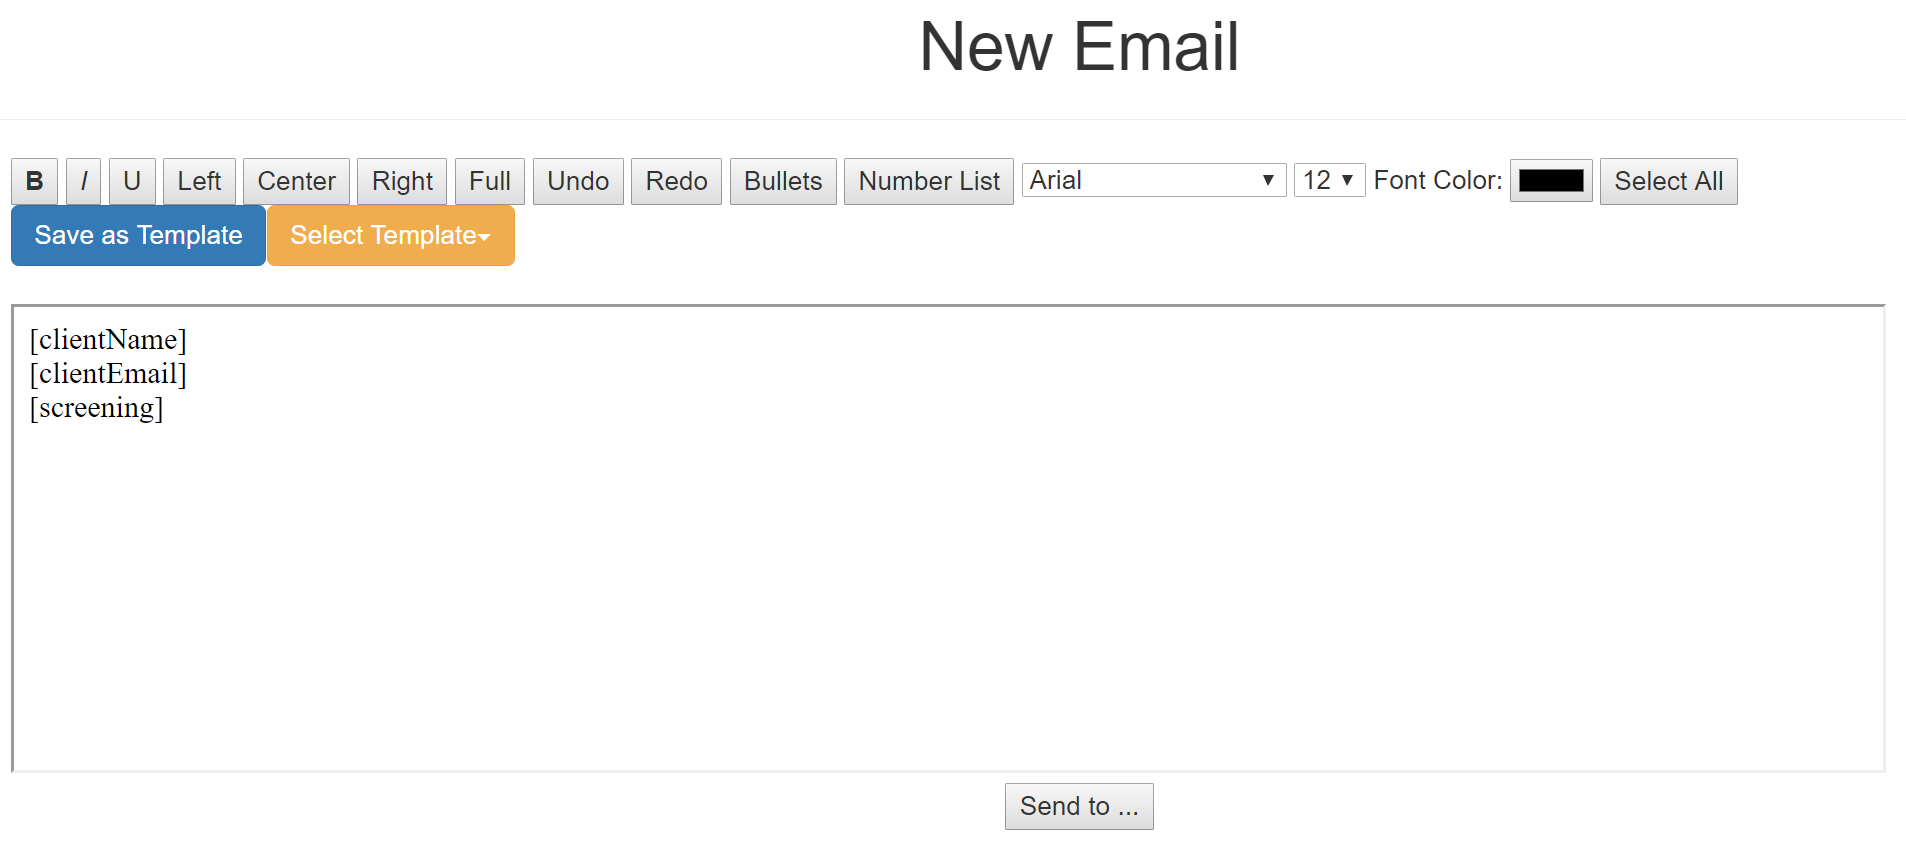 New Email
B I U Left Center Right Full Undo Redo Bullets Number List Arial 12 Font Color: Select All
Save as Template Select Template
[clientName]
[clientEmail]
[screening]
Send to ...